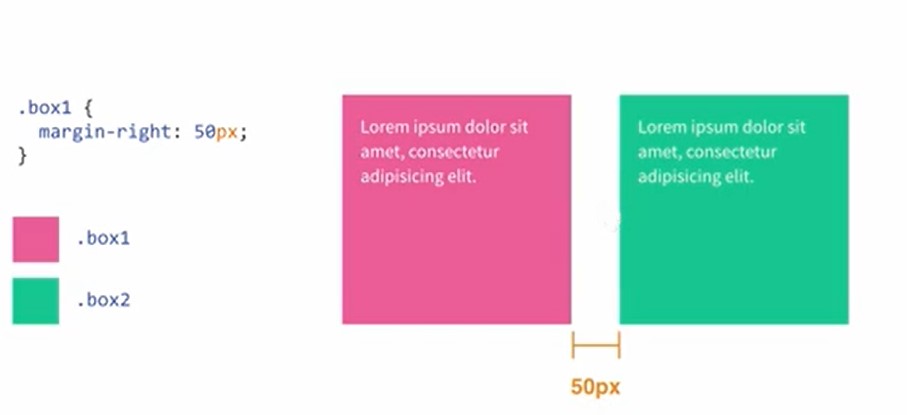 .box1 {
  margin-right: 50px;
}
.box1
.box2
Lorem ipsum dolor sit
amet, consectetur
adipisicing elit.
Lorem ipsum dolor sit
amet, consectetur
adipisicing elit.
50px